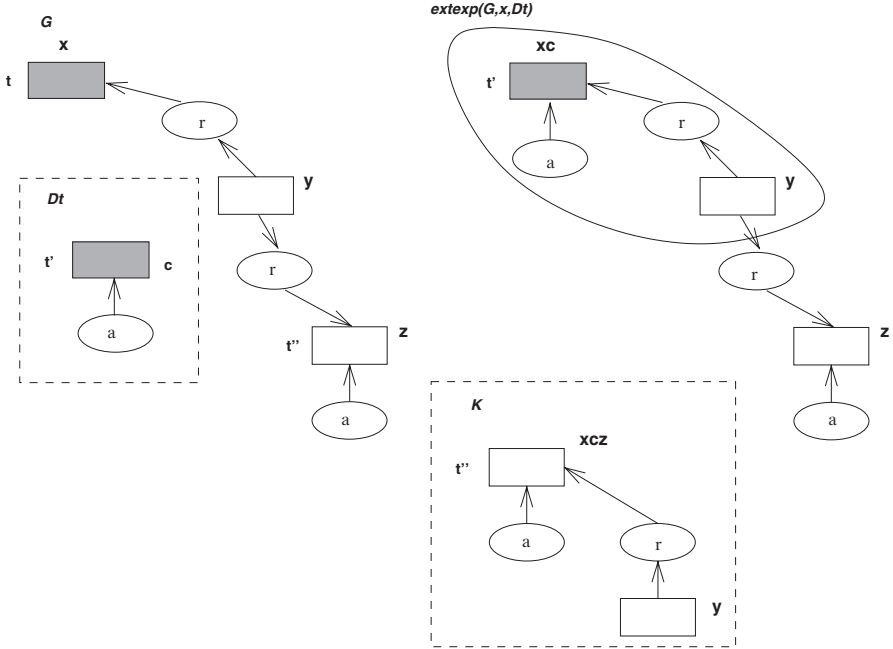 G
x
t
r
y
Dt
t'
c
a
r
z
t''
a
extexp(G,x,Dt)
xc
t'
r
a
y
r
z
a
K
xcz
t''
a
r
y